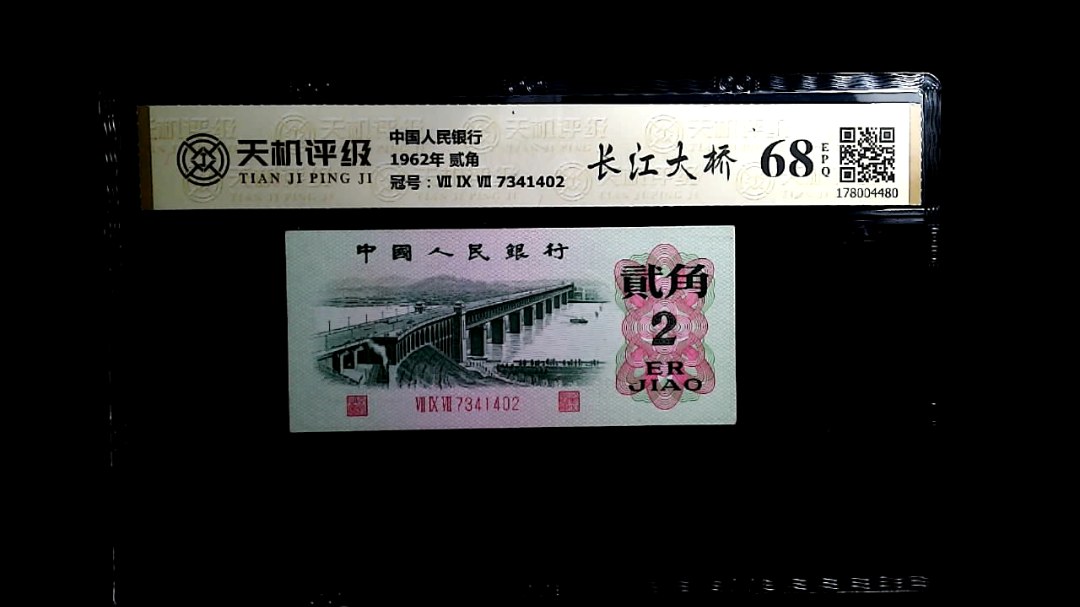 天机评级
TIAN JI PING JI
中国人民银行
1962年 贰角
冠号：Ⅶ Ⅸ Ⅶ 7341402
长江大桥
68
EPQ
178004480
中國人民銀行
貳角
2
ER
JIAO
Ⅶ Ⅸ Ⅶ 7341402